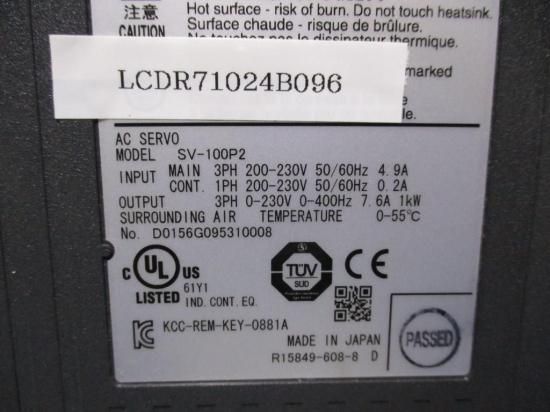 注意
CAUTION
Hot surface - risk of burn. Do not touch heatsink.
Surface chaude - risque de brûlure.
dissipateur thermique.
marked
le.
LCDR71024B096
AC SERVO
MODEL SV-100P2
INPUT MAIN 3PH 200-230V 50/60Hz 4.9A
CONT. 1PH 200-230V 50/60Hz 0.2A
OUTPUT 3PH 0-230V 0-400Hz 7.6A 1kW
SURROUNDING AIR TEMPERATURE 0-55℃
No. D0156G095310008
C UL US
LISTED 61Y1
IND. CONT. EQ.
TÜV
SÜD
CE
KCC-REM-KEY-0881A
MADE IN JAPAN
R15849-608-8 D
PASSED